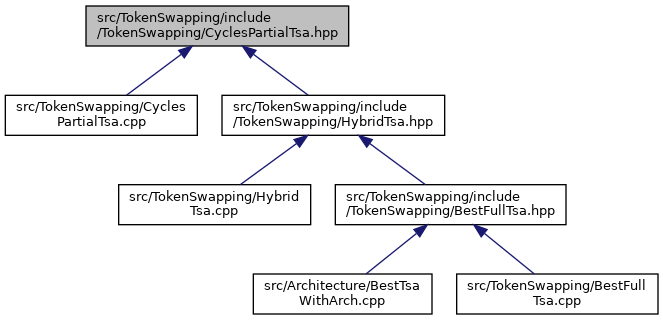 src/TokenSwapping/include
/TokenSwapping/CyclesPartialTsa.hpp
src/TokenSwapping/Cycles
PartialTsa.cpp
src/TokenSwapping/include
/TokenSwapping/HybridTsa.hpp
src/TokenSwapping/Hybrid
Tsa.cpp
src/TokenSwapping/include
/TokenSwapping/BestFullTsa.hpp
src/Architecture/BestTsa
WithArch.cpp
src/TokenSwapping/BestFull
Tsa.cpp